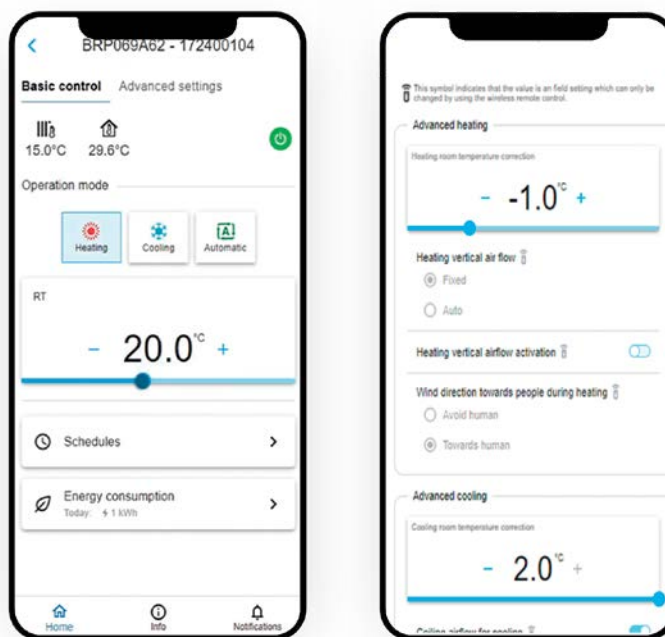 BRP069A62 - 172400104
Basic control Advanced settings
15.0°C 29.6°C
Operation mode
Heating Cooling Automatic
RT
- 20.0°C +
Schedules
Energy consumption
Today: 1 kWh
Home Info Notifications
This symbol indicates that the value is an field setting which can only be
changed by using the wireless remote control.
Advanced heating
Heating room temperature correction
- -1.0°C +
Heating vertical air flow
Fixed
Auto
Heating vertical airflow activation
Wind direction towards people during heating
Avoid human
Towards human
Advanced cooling
Cooling room temperature correction
- 2.0°C +
Ceiling airflow for cooling